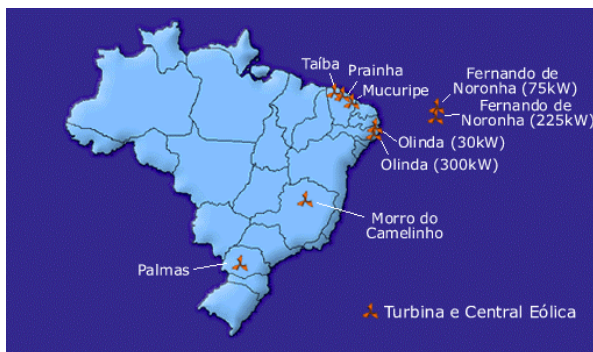 Taíba
Prainha
Mucuripe
Fernando de
Noronha (75kW)
Fernando de
Noronha (225kW)
Olinda (30kW)
Olinda (300kW)
Morro do
Camelinho
Palmas
Turbina e Central Eólica